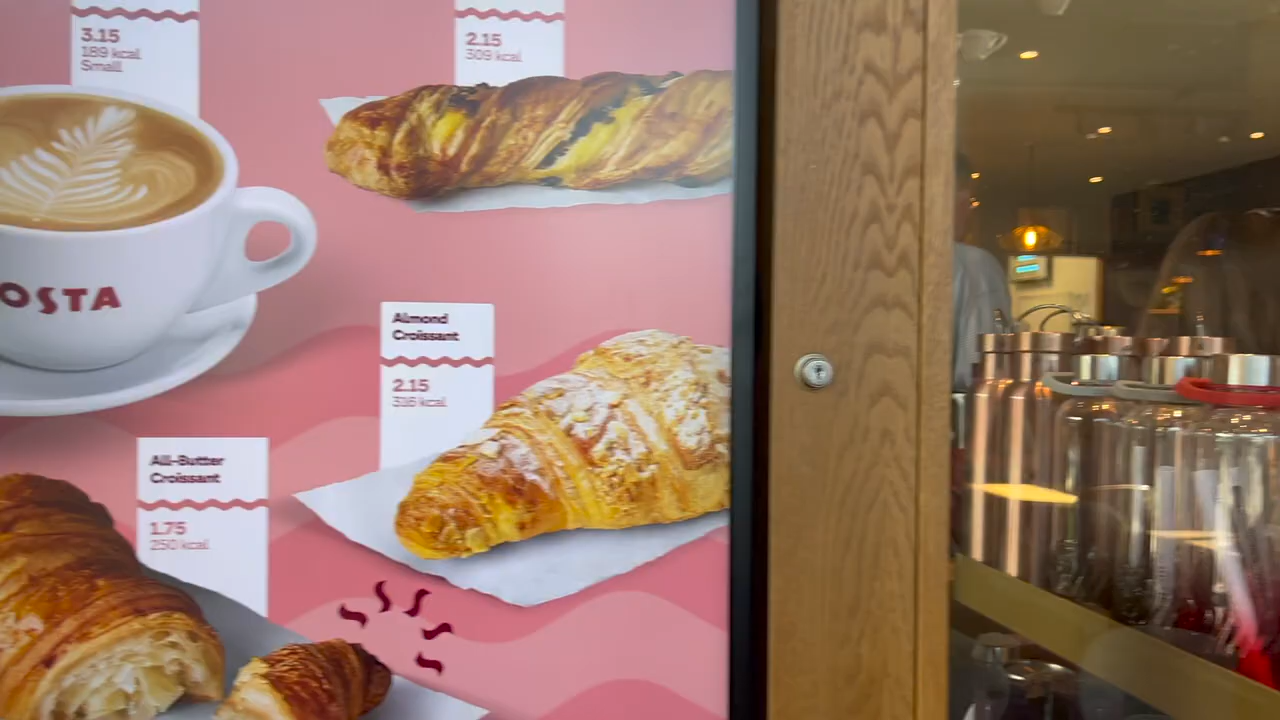 3.15
189 kcal
Small
2.15
309 kcal
OSTA
Almond
Croissant
2.15
316 kcal
All-Butter
Croissant
1.75
250 kcal